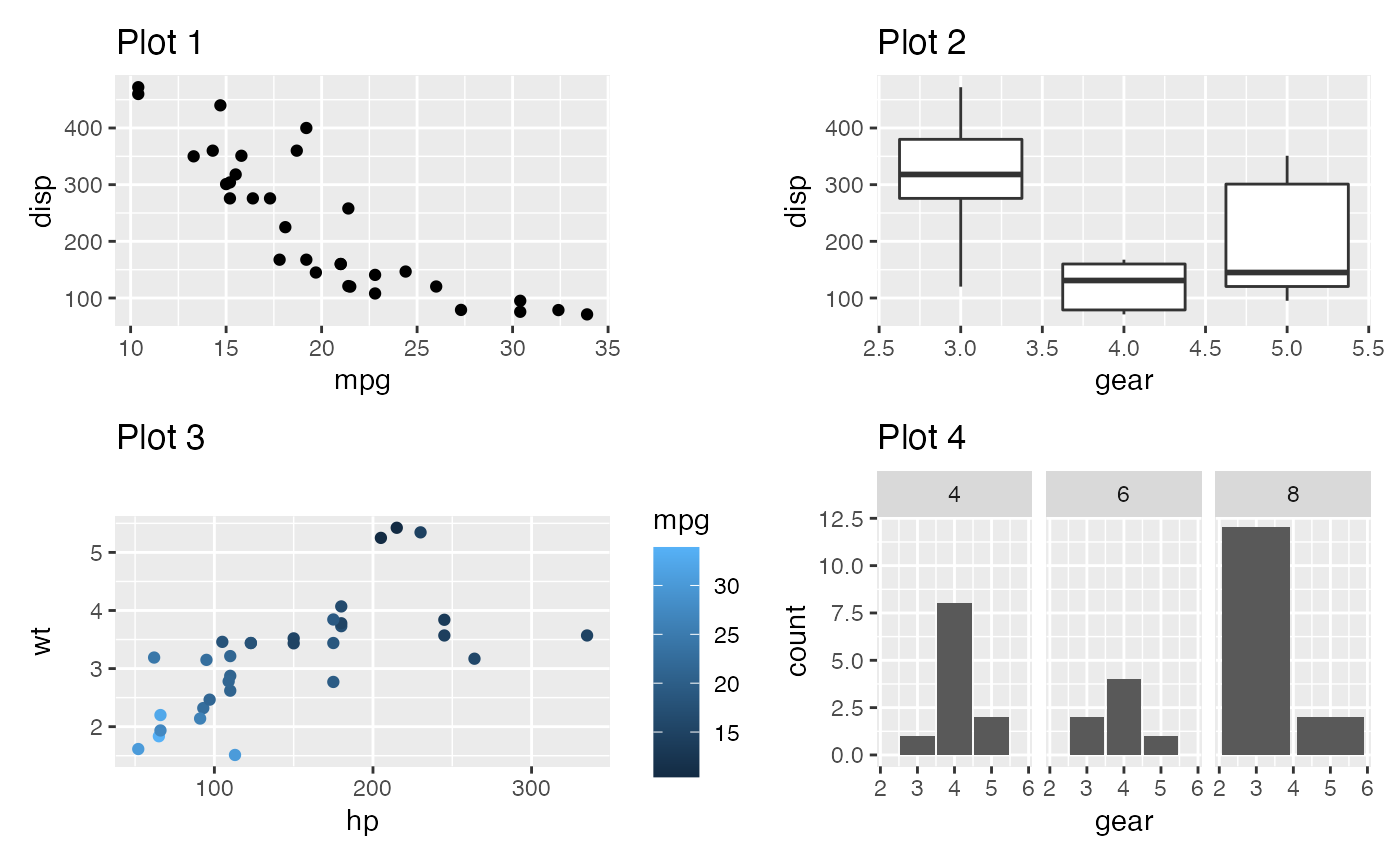 Plot 1
400
300
200
100
disp
10 15 20 25 30 35
mpg
Plot 2
400
300
200
100
disp
2.5 3.0 3.5 4.0 4.5 5.0 5.5
gear
Plot 3
5
4
3
2
wt
100 200 300
hp
mpg
30
25
20
15
Plot 4
4 6 8
12.5
10.0
7.5
5.0
2.5
0.0
count
2 3 4 5 6 2 3 4 5 6 2 3 4 5 6
gear